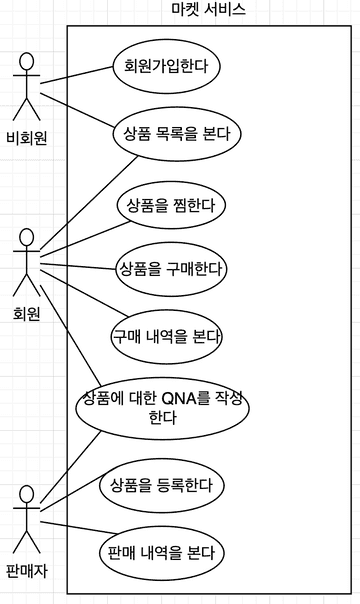 마켓 서비스
회원가입한다
비회원
상품 목록을 본다
상품을 찜한다
상품을 구매한다
회원
구매 내역을 본다
상품에 대한 QNA를 작성
한다
상품을 등록한다
판매자
판매 내역을 본다